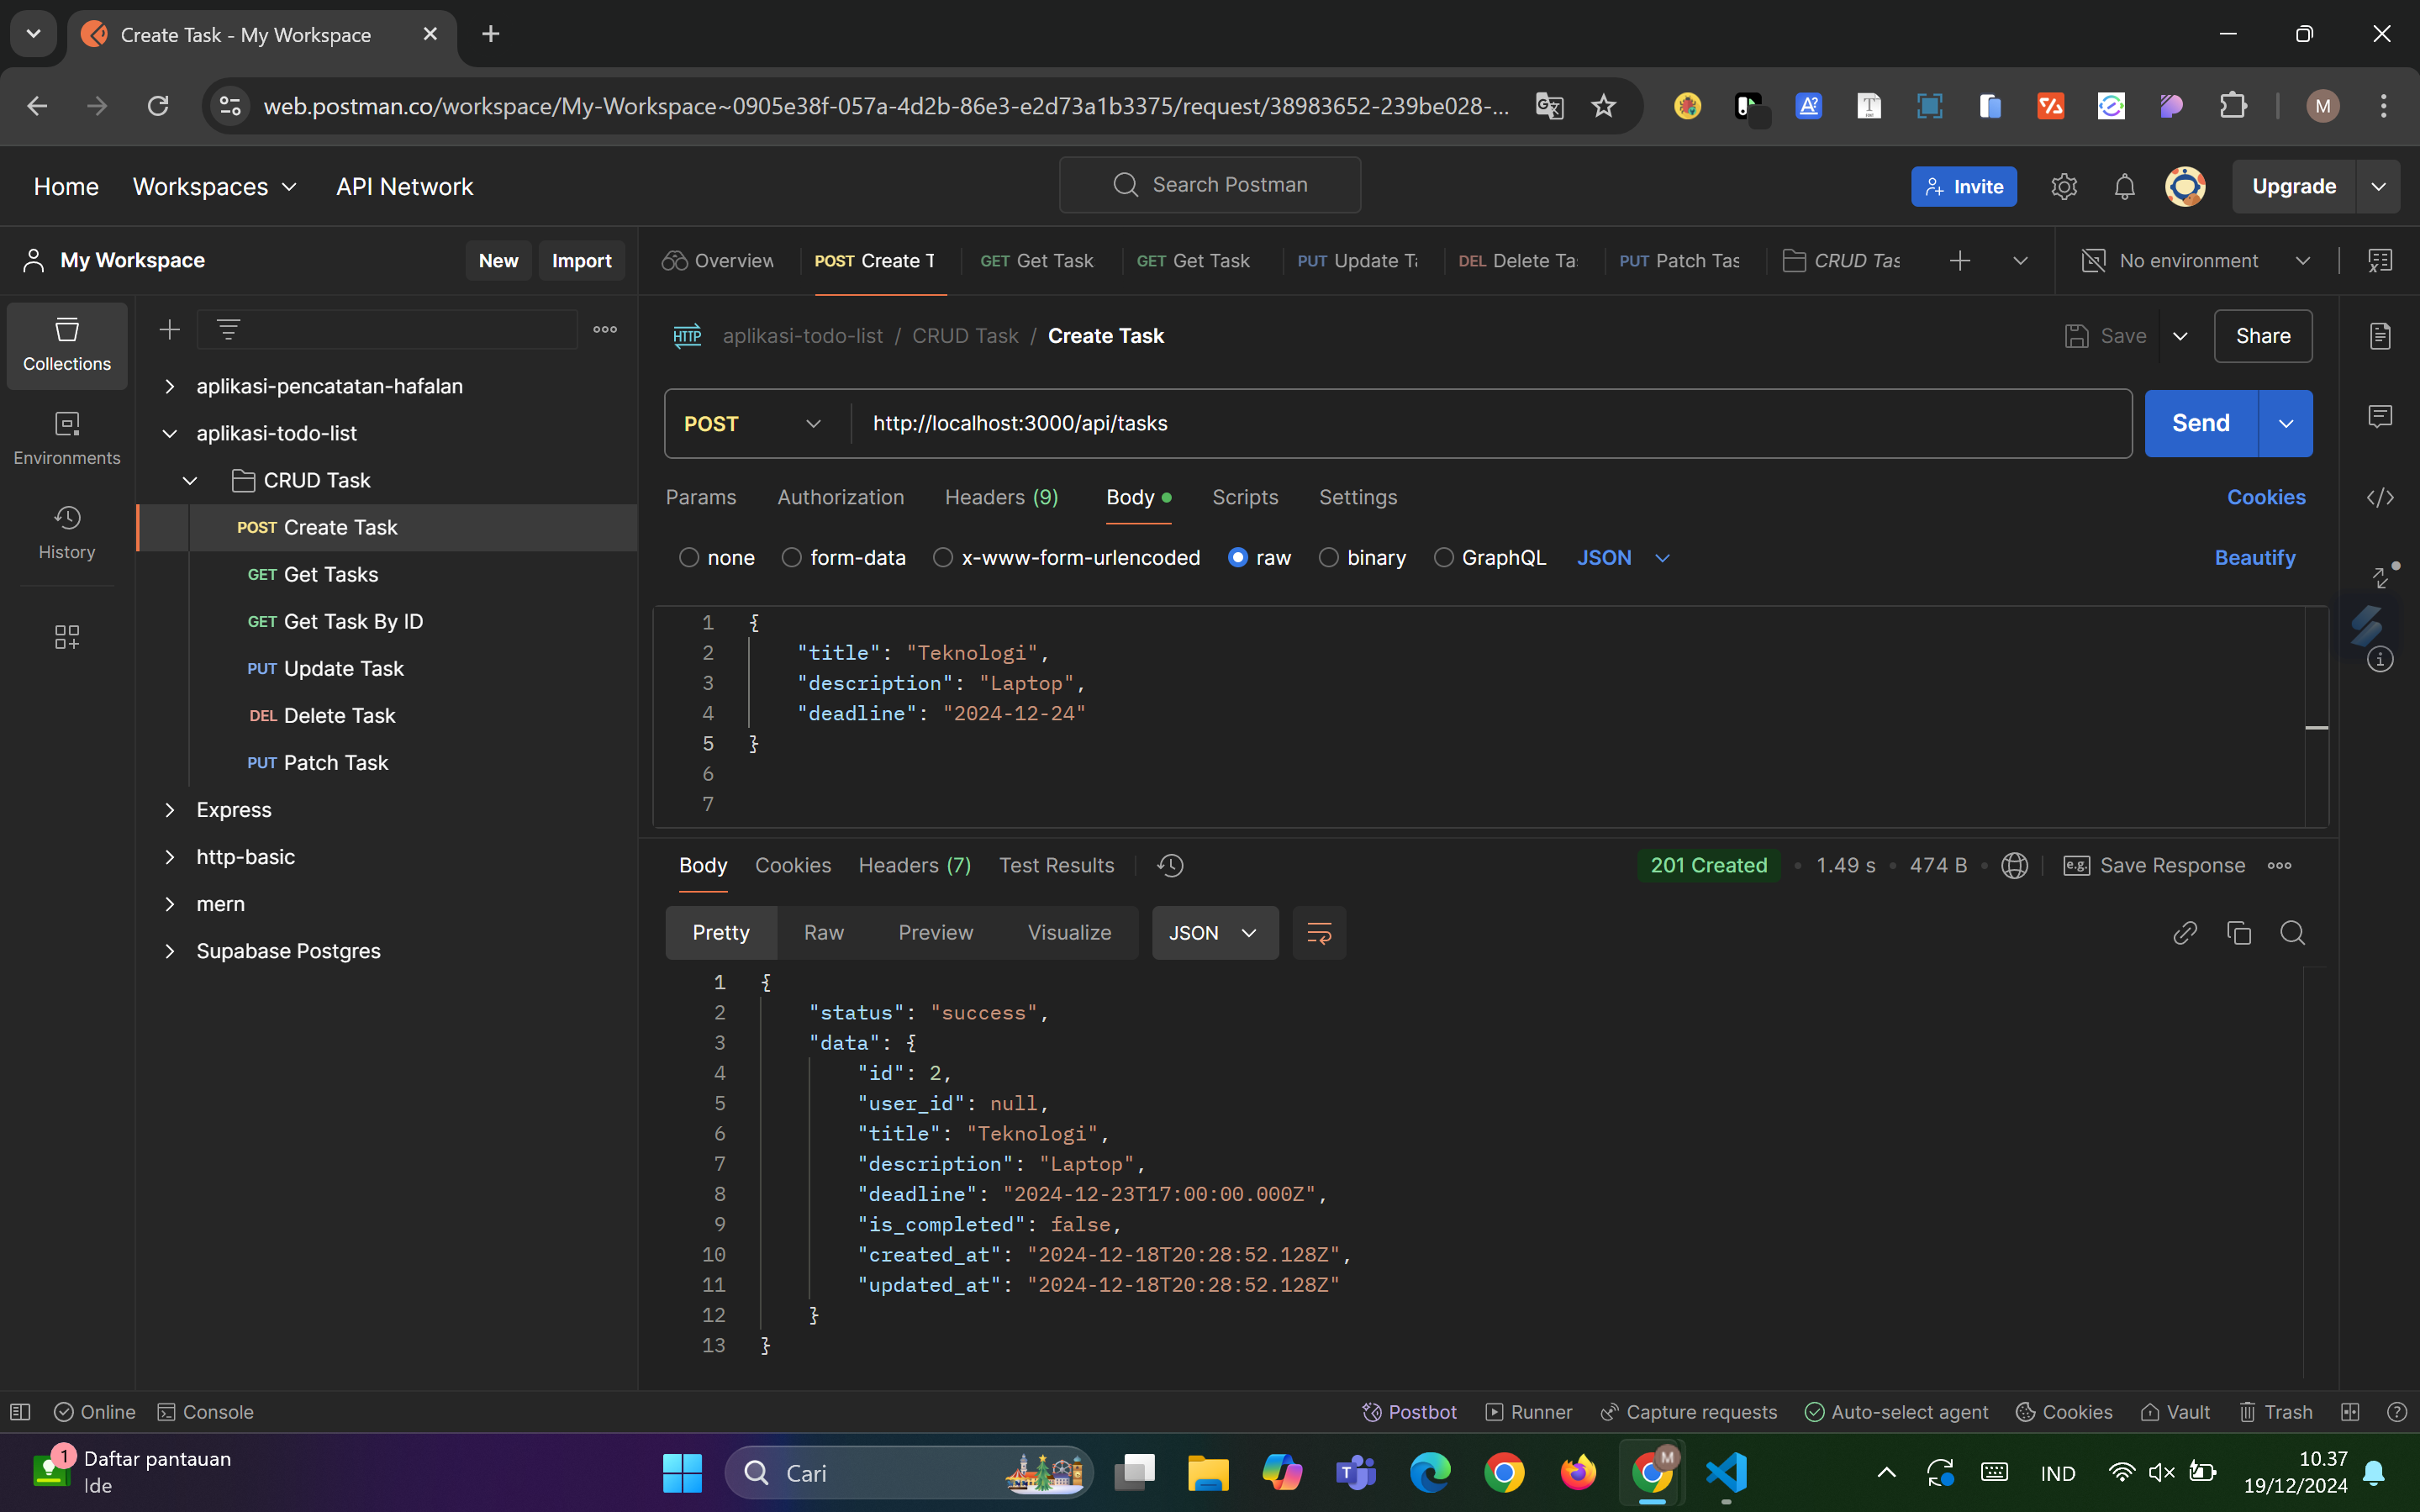 Create Task - My Workspace
web.postman.co/workspace/My-Workspace~0905e38f-057a-4d2b-86e3-e2d73a1b3375/request/38983652-239be028-...
M
Home
Workspaces
API Network
Search Postman
Invite
Upgrade
My Workspace
New
Import
Overview
POST Create T
GET Get Task
GET Get Task
PUT Update Ta
DEL Delete Ta
PUT Patch Tas
CRUD Tas
No environment
Collections
Environments
History
aplikasi-pencatatan-hafalan
aplikasi-todo-list
CRUD Task
POST Create Task
GET Get Tasks
GET Get Task By ID
PUT Update Task
DEL Delete Task
PUT Patch Task
Express
http-basic
mern
Supabase Postgres
HTTP aplikasi-todo-list / CRUD Task / Create Task
Save
Share
POST
http://localhost:3000/api/tasks
Send
Params
Authorization
Headers (9)
Body
Scripts
Settings
Cookies
none
form-data
x-www-form-urlencoded
raw
binary
GraphQL
JSON
Beautify
1 {
2 "title": "Teknologi",
3 "description": "Laptop",
4 "deadline": "2024-12-24"
5 }
6
7
Body
Cookies
Headers (7)
Test Results
201 Created
1.49 s
474 B
e.g. Save Response
Pretty
Raw
Preview
Visualize
JSON
1 {
2 "status": "success",
3 "data": {
4 "id": 2,
5 "user_id": null,
6 "title": "Teknologi",
7 "description": "Laptop",
8 "deadline": "2024-12-23T17:00:00.000Z",
9 "is_completed": false,
10 "created_at": "2024-12-18T20:28:52.128Z",
11 "updated_at": "2024-12-18T20:28:52.128Z"
12 }
13 }
Online
Console
Postbot
Runner
Capture requests
Auto-select agent
Cookies
Vault
Trash
1
Daftar pantauan
Ide
Cari
M
IND
10.37
19/12/2024